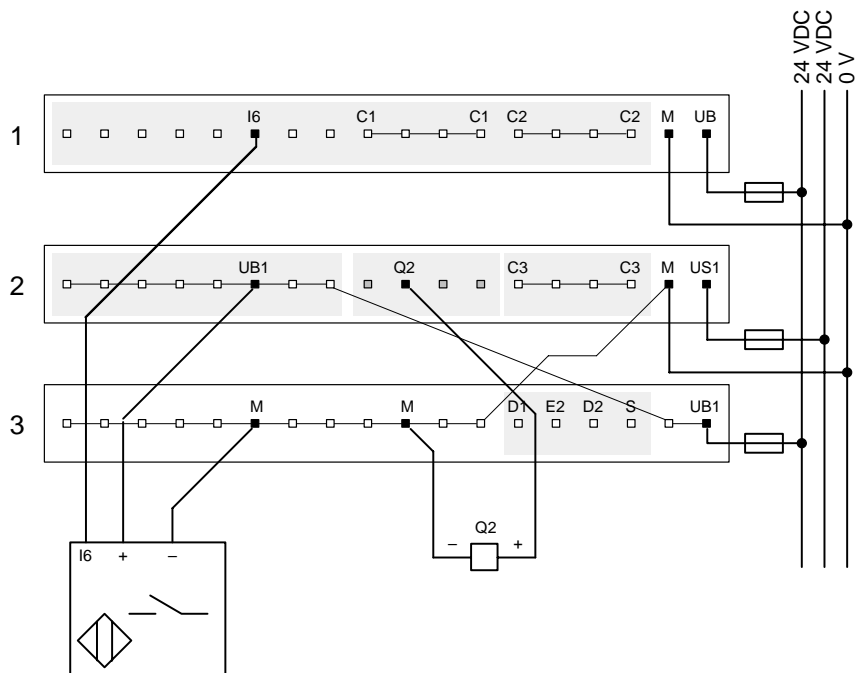 24 VDC
24 VDC
0 V
1
I6 C1 C1 C2 C2 M UB
2
UB1 Q2 C3 C3 M US1
3
M M D1 E2 D2 S UB1
Q2
– +
I6 + –